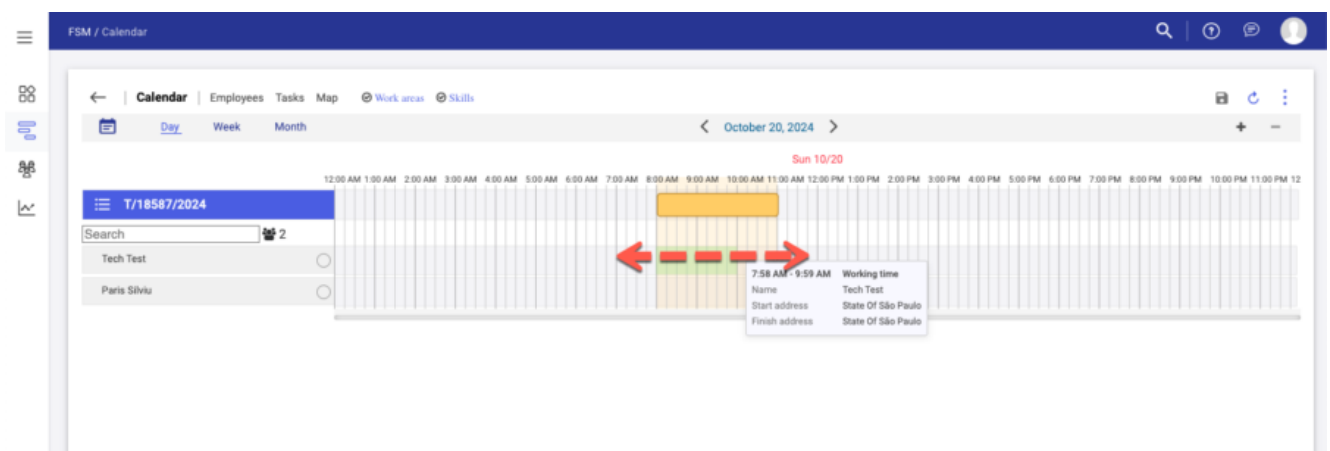 FSM / Calendar
Calendar Employees Tasks Map Work areas Skills
Day Week Month October 20, 2024 + −
Sun 10/20
12:00 AM 1:00 AM 2:00 AM 3:00 AM 4:00 AM 5:00 AM 6:00 AM 7:00 AM 8:00 AM 9:00 AM 10:00 AM 11:00 AM 12:00 PM 1:00 PM 2:00 PM 3:00 PM 4:00 PM 5:00 PM 6:00 PM 7:00 PM 8:00 PM 9:00 PM 10:00 PM 11:00 PM 12
T/18587/2024
Search 2
Tech Test
7:58 AM - 9:59 AM Working time
Paris Silviu
Name Tech Test
Start address State Of São Paulo
Finish address State Of São Paulo